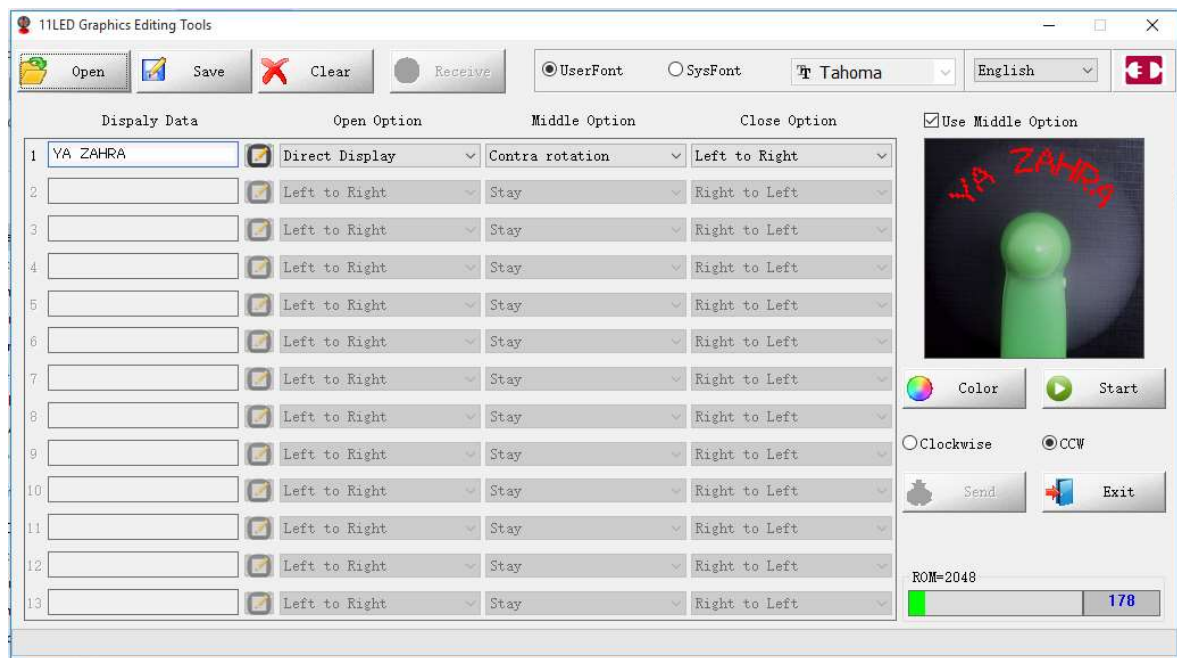 11LED Graphics Editing Tools
Open Save Clear Receive UserFont SysFont Tahoma English
Dispaly Data Open Option Middle Option Close Option Use Middle Option
1 YA ZAHRA Direct Display Contra rotation Left to Right
YA ZAHRA
2 Left to Right Stay Right to Left
3 Left to Right Stay Right to Left
4 Left to Right Stay Right to Left
5 Left to Right Stay Right to Left
6 Left to Right Stay Right to Left
7 Left to Right Stay Right to Left
8 Left to Right Stay Right to Left
9 Left to Right Stay Right to Left
10 Left to Right Stay Right to Left
11 Left to Right Stay Right to Left
12 Left to Right Stay Right to Left
13 Left to Right Stay Right to Left
Color Start
Clockwise CCW
Send Exit
ROM=2048
178